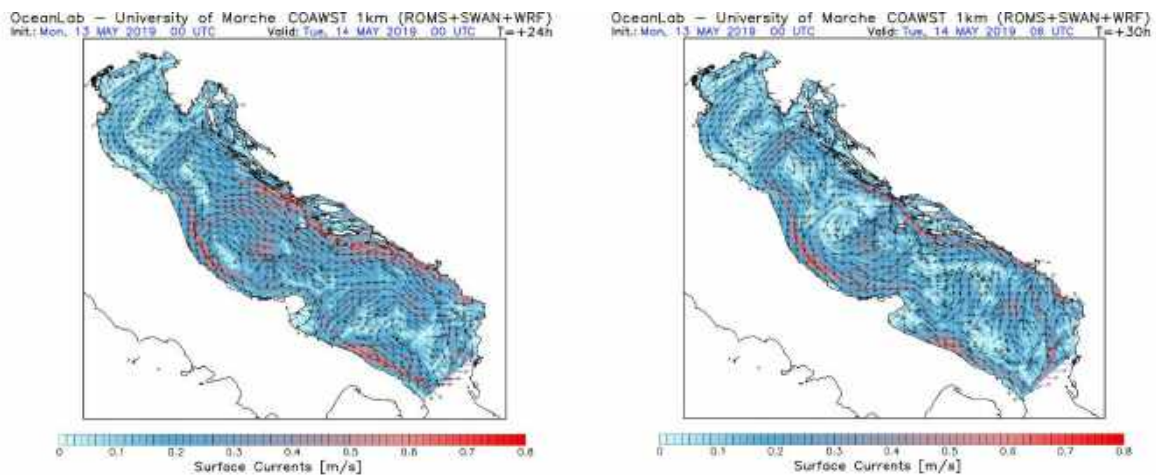 OceanLab – University of Marche COAWST 1km (ROMS+SWAN+WRF)
Init.: Mon, 13 MAY 2019 00 UTC Valid: Tue, 14 MAY 2019 00 UTC T=+24h
0 0.1 0.2 0.3 0.4 0.5 0.6 0.8
Surface Currents [m/s]
OceanLab – University of Marche COAWST 1km (ROMS+SWAN+WRF)
Init.: Mon, 13 MAY 2019 00 UTC Valid: Tue, 14 MAY 2019 06 UTC T=+30h
0 0.1 0.2 0.3 0.4 0.5 0.6 0.8
Surface Currents [m/s]